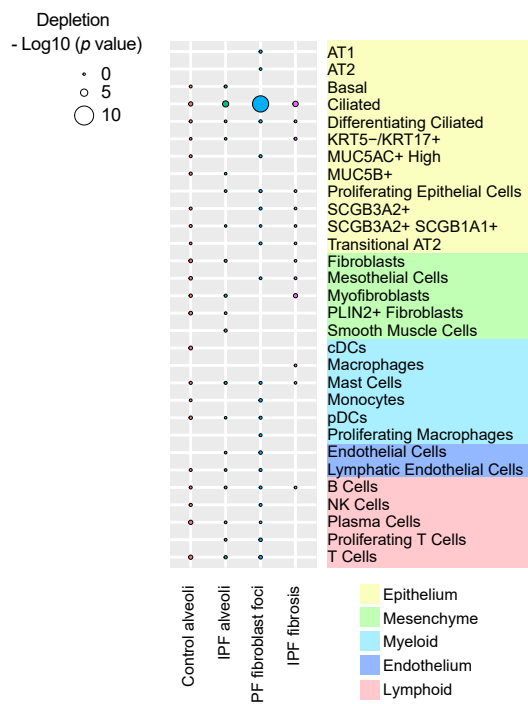 Depletion
- Log10 (p value)
0
5
10
AT1
AT2
Basal
Ciliated
Differentiating Ciliated
KRT5−/KRT17+
MUC5AC+ High
MUC5B+
Proliferating Epithelial Cells
SCGB3A2+
SCGB3A2+ SCGB1A1+
Transitional AT2
Fibroblasts
Mesothelial Cells
Myofibroblasts
PLIN2+ Fibroblasts
Smooth Muscle Cells
cDCs
Macrophages
Mast Cells
Monocytes
pDCs
Proliferating Macrophages
Endothelial Cells
Lymphatic Endothelial Cells
B Cells
NK Cells
Plasma Cells
Proliferating T Cells
T Cells
Control alveoli
IPF alveoli
PF fibroblast foci
IPF fibrosis
Epithelium
Mesenchyme
Myeloid
Endothelium
Lymphoid